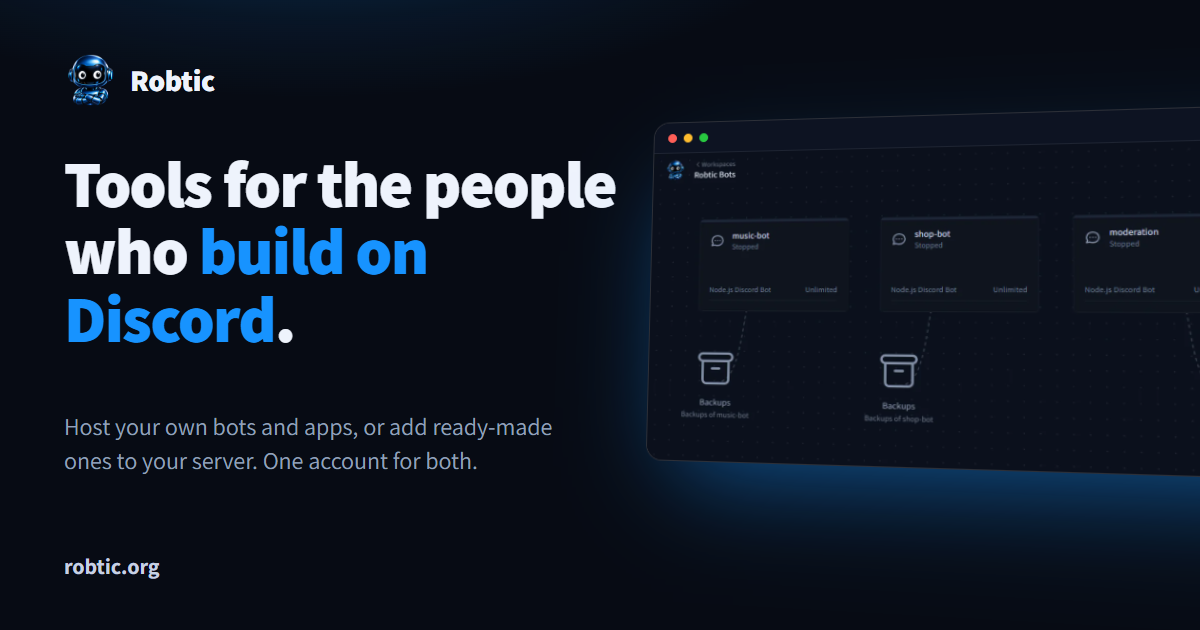 Robtic
Tools for the people
who build on
Discord.
Host your own bots and apps, or add ready-made
ones to your server. One account for both.
robtic.org
Workspaces
Robtic Bots
music-bot
Stopped
Node.js Discord Bot
Unlimited
shop-bot
Stopped
Node.js Discord Bot
Unlimited
moderation
Stopped
Node.js Discord Bot
Backups
Backups of music-bot
Backups
Backups of shop-bot